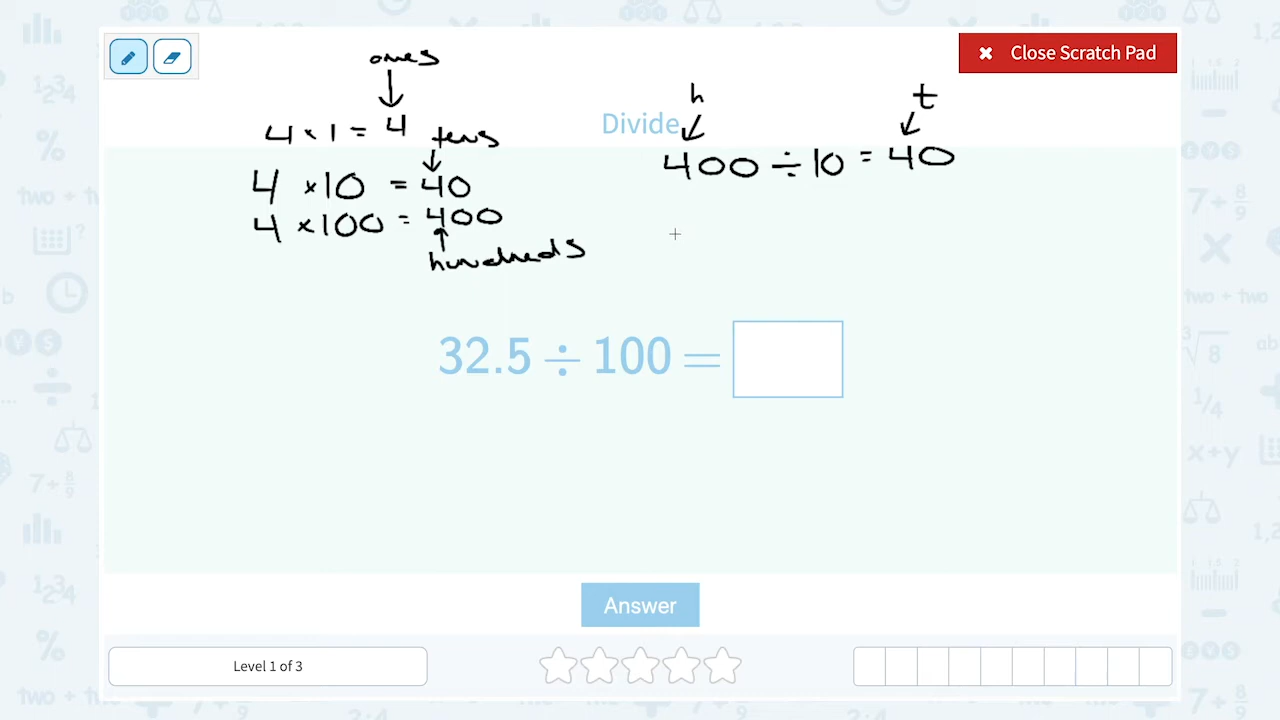 Close Scratch Pad
Divide
ones
4 × 1 = 4
tens
4 × 10 = 40
4 × 100 = 400
hundreds
h
t
400 ÷ 10 = 40
32.5 ÷ 100 =
Answer
Level 1 of 3